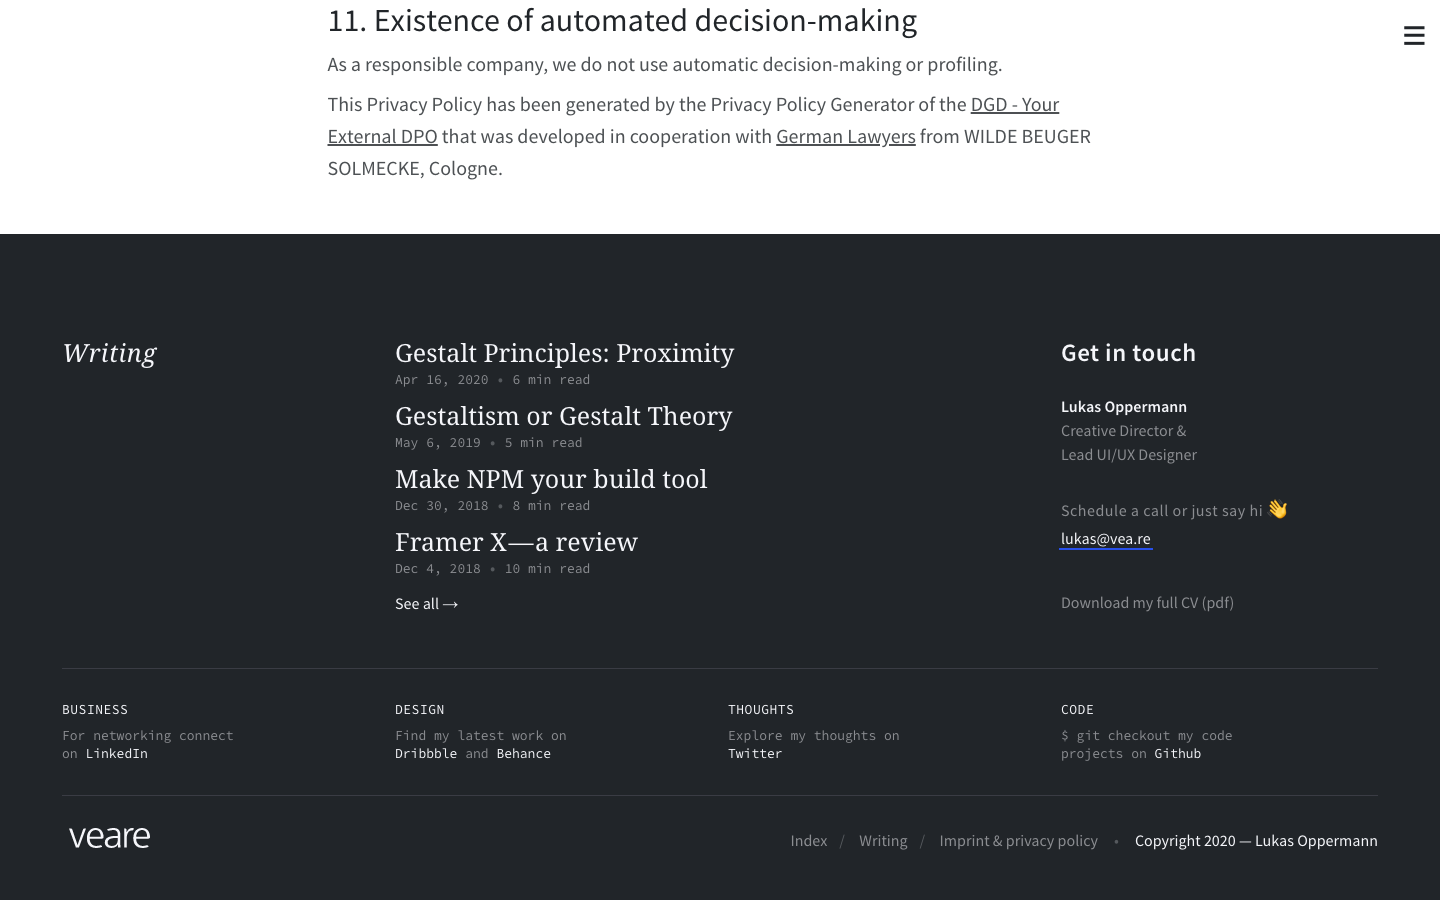 11. Existence of automated decision-making
As a responsible company, we do not use automatic decision-making or profiling.
This Privacy Policy has been generated by the Privacy Policy Generator of the DGD - Your
External DPO that was developed in cooperation with German Lawyers from WILDE BEUGER
SOLMECKE, Cologne.
Writing
Gestalt Principles: Proximity
Apr 16, 2020 • 6 min read
Gestaltism or Gestalt Theory
May 6, 2019 • 5 min read
Make NPM your build tool
Dec 30, 2018 • 8 min read
Framer X—a review
Dec 4, 2018 • 10 min read
See all →
Get in touch
Lukas Oppermann
Creative Director &
Lead UI/UX Designer
Schedule a call or just say hi 👋
lukas@vea.re
Download my full CV (pdf)
BUSINESS
For networking connect
on LinkedIn
DESIGN
Find my latest work on
Dribbble and Behance
THOUGHTS
Explore my thoughts on
Twitter
CODE
$ git checkout my code
projects on Github
veare
Index / Writing / Imprint & privacy policy • Copyright 2020 — Lukas Oppermann